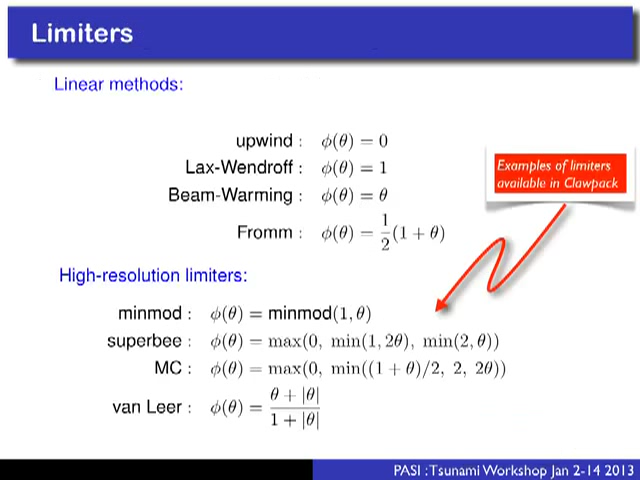 Limiters
Linear methods:
upwind : ϕ(θ) = 0
Lax-Wendroff : ϕ(θ) = 1
Beam-Warming : ϕ(θ) = θ
Fromm : ϕ(θ) = 1/2 (1 + θ)
Examples of limiters
available in Clawpack
High-resolution limiters:
minmod : ϕ(θ) = minmod(1, θ)
superbee : ϕ(θ) = max(0, min(1, 2θ), min(2, θ))
MC : ϕ(θ) = max(0, min((1 + θ)/2, 2, 2θ))
van Leer : ϕ(θ) = θ + |θ| / 1 + |θ|
PASI : Tsunami Workshop Jan 2-14 2013